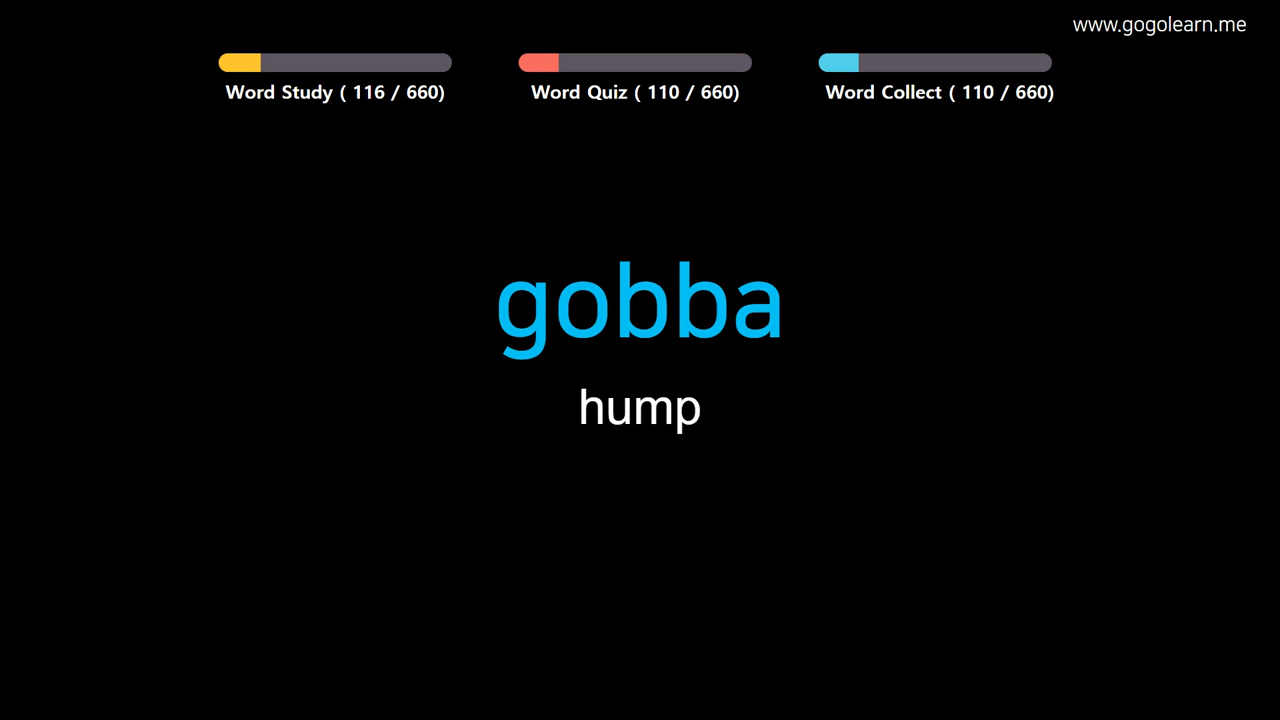 www.gogolearn.me
Word Study ( 116 / 660)
Word Quiz ( 110 / 660)
Word Collect ( 110 / 660)
gobba
hump